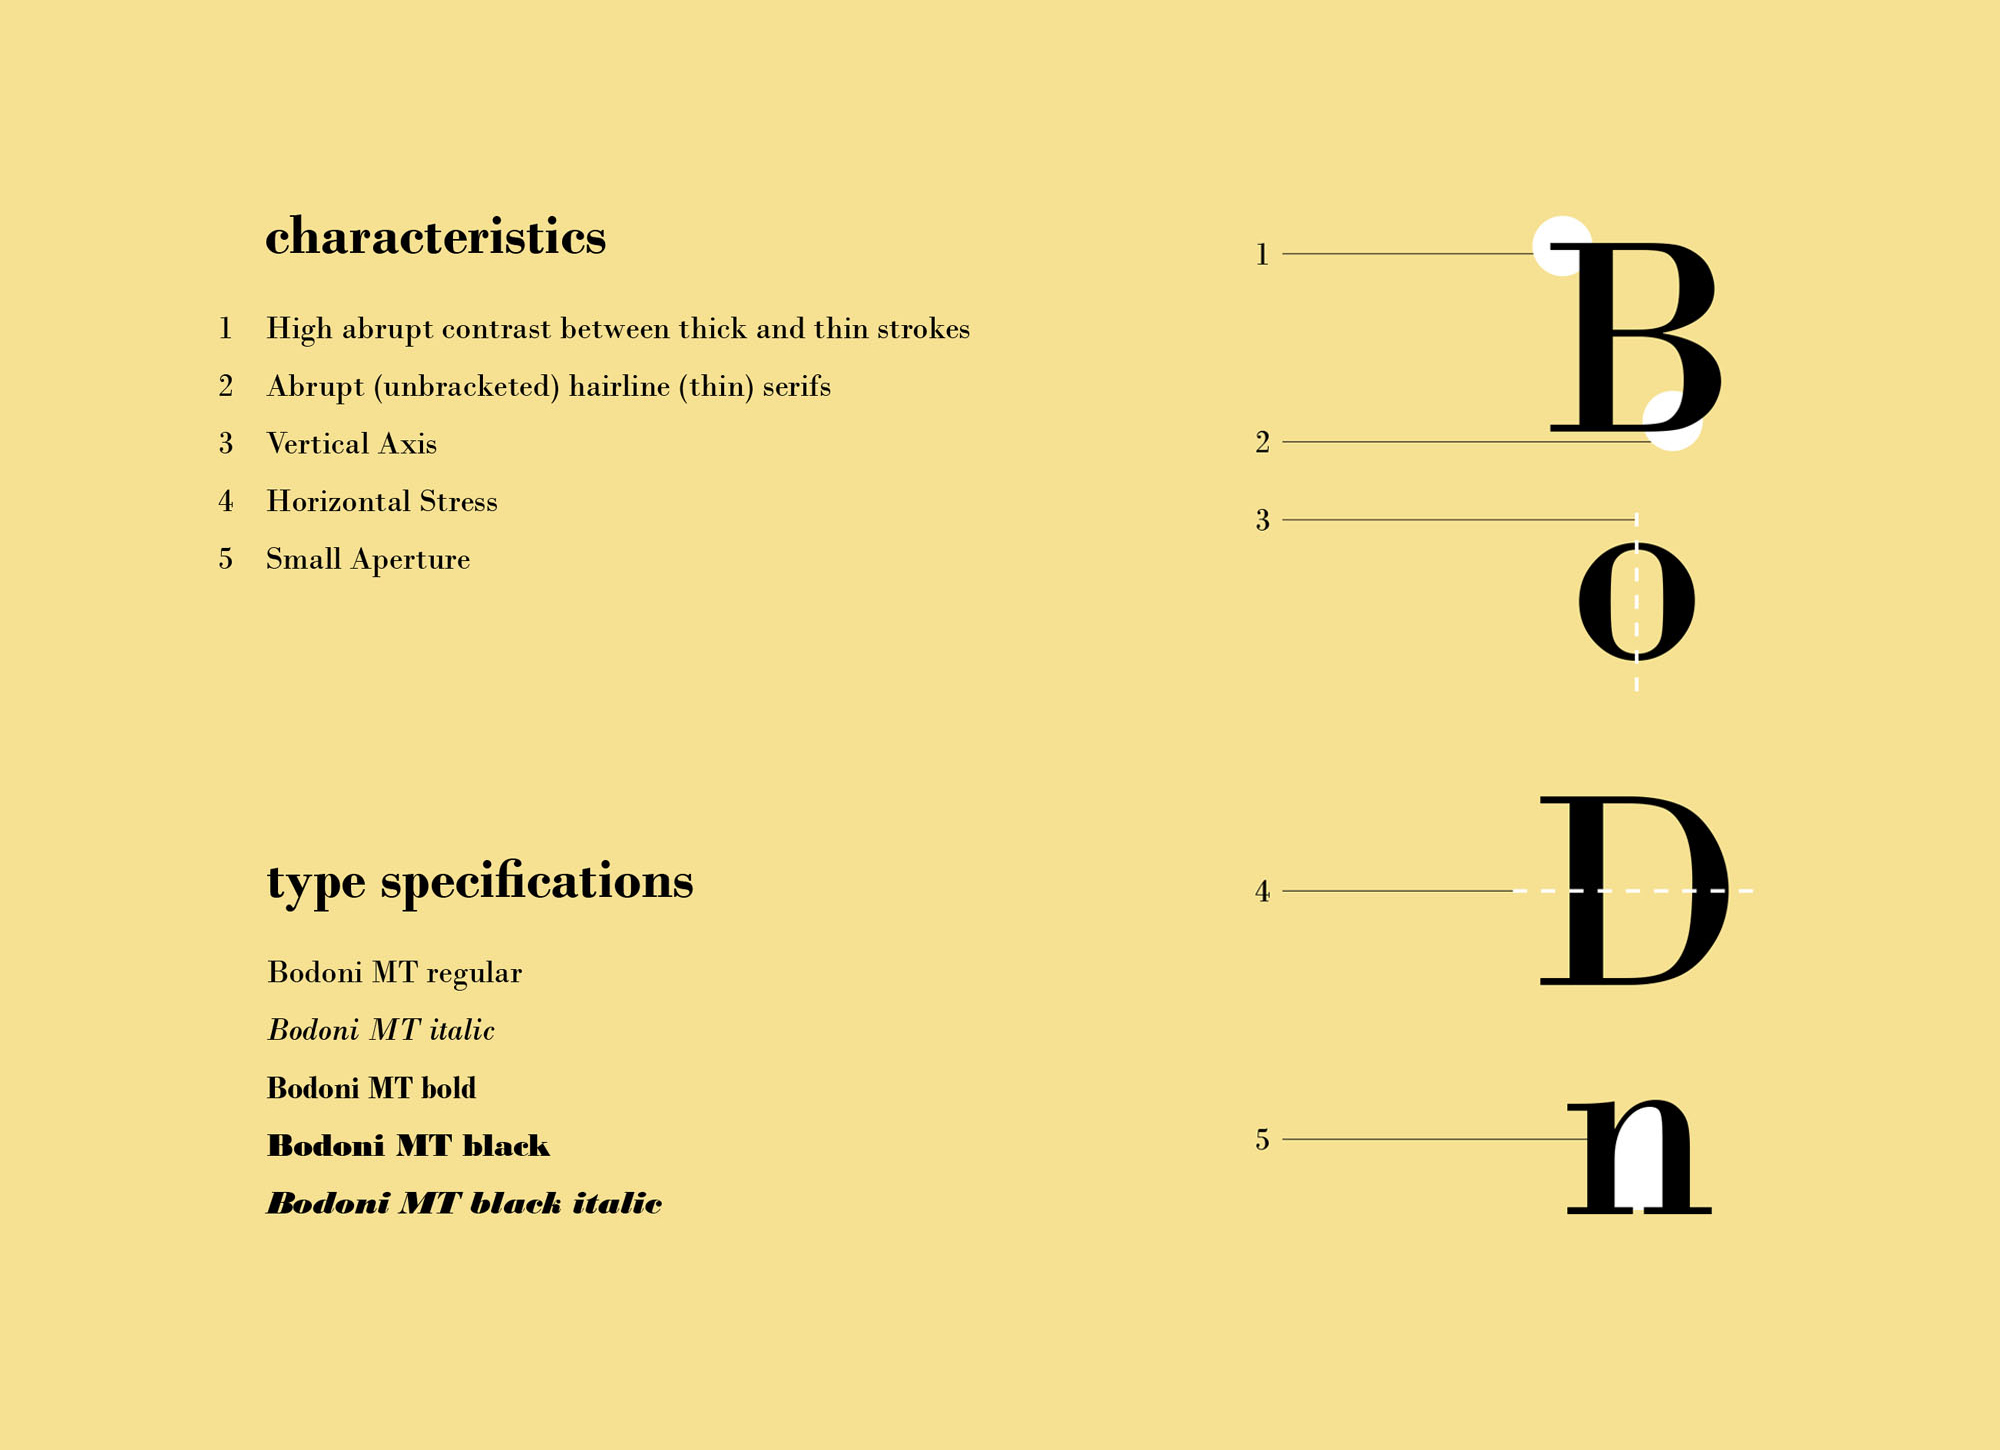 characteristics
1 High abrupt contrast between thick and thin strokes
2 Abrupt (unbracketed) hairline (thin) serifs
3 Vertical Axis
4 Horizontal Stress
5 Small Aperture
type specifications
Bodoni MT regular
Bodoni MT italic
Bodoni MT bold
Bodoni MT black
Bodoni MT black italic
1
B
2
3
o
4
D
5
n